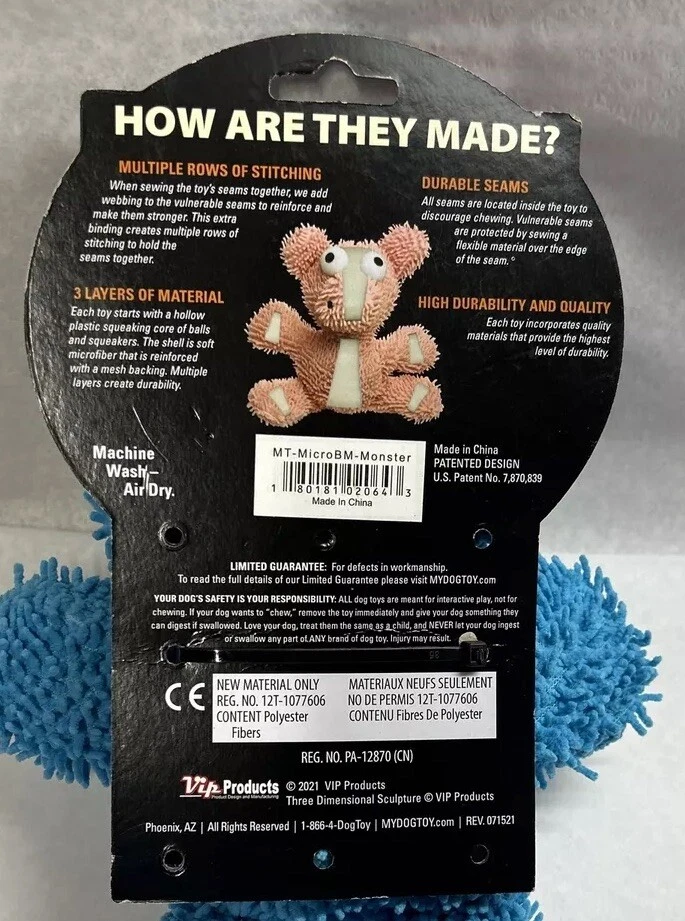 HOW ARE THEY MADE?
MULTIPLE ROWS OF STITCHING
When sewing the toy's seams together, we add
webbing to the vulnerable seams to reinforce and
make them stronger. This extra
binding creates multiple rows of
stitching to hold the
seams together.
DURABLE SEAMS
All seams are located inside the toy to
discourage chewing. Vulnerable seams
are protected by sewing a
flexible material over the edge
of the seam.°
3 LAYERS OF MATERIAL
Each toy starts with a hollow
plastic squeaking core of balls
and squeakers. The shell is soft
microfiber that is reinforced
with a mesh backing. Multiple
layers create durability.
HIGH DURABILITY AND QUALITY
Each toy incorporates quality
materials that provide the highest
level of durability.
Machine
Wash–
Air Dry.
MT-MicroBM-Monster
1 80181 02064 3
Made In China
Made in China
PATENTED DESIGN
U.S. Patent No. 7,870,839
LIMITED GUARANTEE: For defects in workmanship.
To read the full details of our Limited Guarantee please visit MYDOGTOY.com
YOUR DOG'S SAFETY IS YOUR RESPONSIBILITY: ALL dog toys are meant for interactive play, not for
chewing. If your dog wants to "chew," remove the toy immediately and give your dog something they
can digest if swallowed. Love your dog, treat them the same as a child, and NEVER let your dog ingest
or swallow any part of ANY brand of dog toy. Injury may result.
CE
NEW MATERIAL ONLY
REG. NO. 12T-1077606
CONTENT Polyester
Fibers
MATERIAUX NEUFS SEULEMENT
NO DE PERMIS 12T-1077606
CONTENU Fibres De Polyester
REG. NO. PA-12870 (CN)
Vip Products
Product Design and Manufacturing
© 2021 VIP Products
Three Dimensional Sculpture © VIP Products
Phoenix, AZ | All Rights Reserved | 1-866-4-DogToy | MYDOGTOY.com | REV. 071521